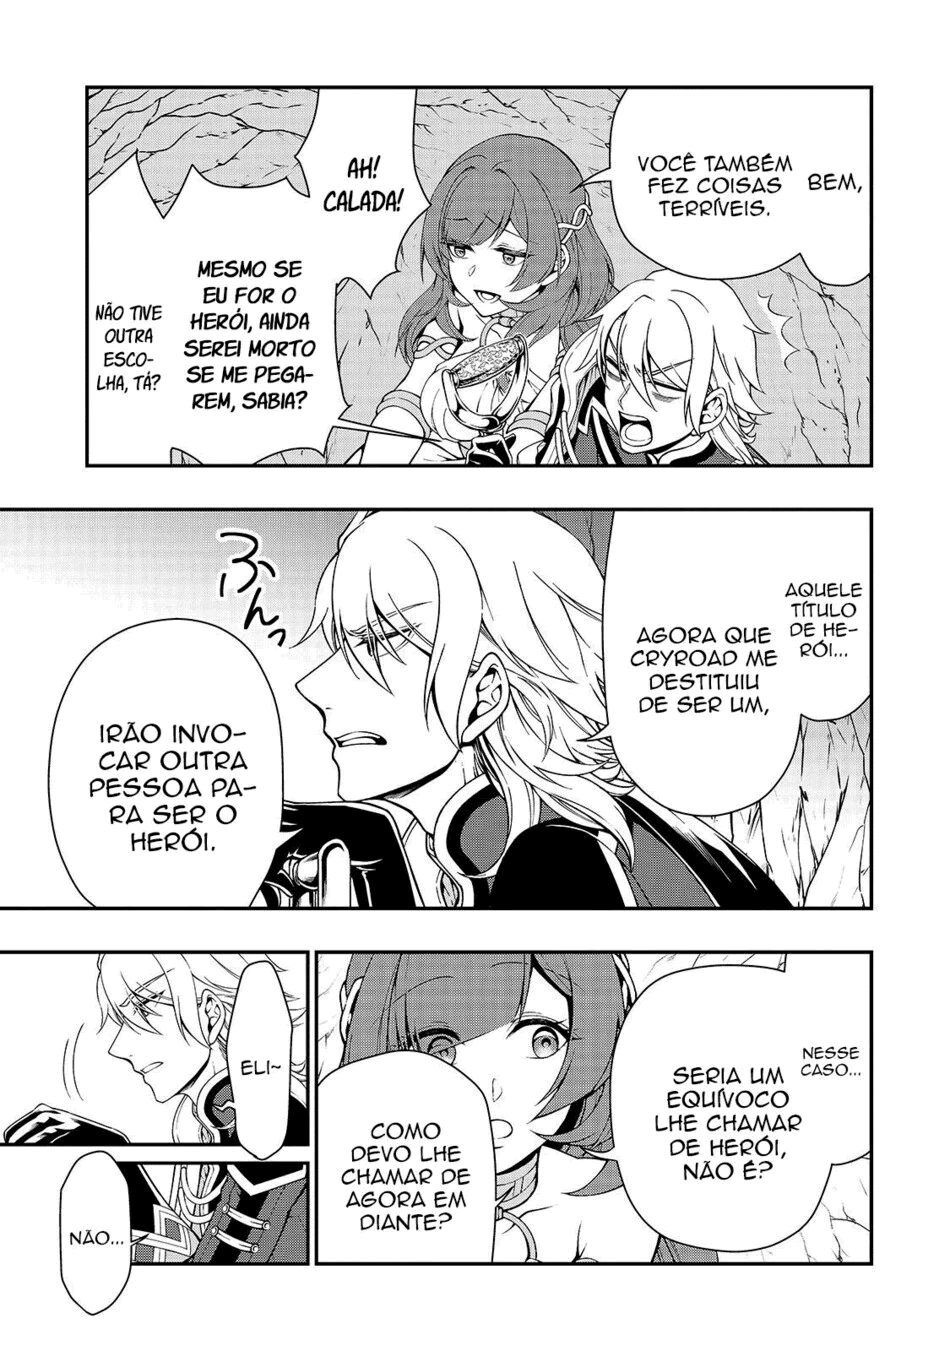 BEM,
VOCÊ TAMBÉM
FEZ COISAS
TERRÍVEIS.
AH!
CALADA!
MESMO SE
EU FOR O
HERÓI, AINDA
SEREI MORTO
SE ME PEGA-
REM, SABIA?
NÃO TIVE
OUTRA
ESCO-
LHA, TÁ?
AQUELE
TÍTULO
DE HE-
RÓI...
AGORA QUE
CRYROAD ME
DESTITUIU
DE SER UM,
ふんっ
IRÃO INVO-
CAR OUTRA
PESSOA PA-
RA SER O
HERÓI.
NESSE
CASO...
SERIA UM
EQUÍVOCO
LHE CHAMAR
DE HERÓI,
NÃO É?
COMO
DEVO LHE
CHAMAR DE
AGORA EM
DIANTE?
ELI~
NÃO...